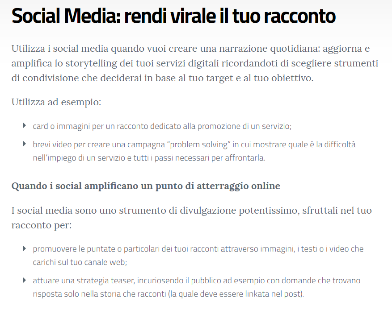 Social Media: rendi virale il tuo racconto
Utilizza i social media quando vuoi creare una narrazione quotidiana: aggiorna e
amplifica lo storytelling dei tuoi servizi digitali ricordandoti di scegliere strumenti
di condivisione che deciderai in base al tuo target e al tuo obiettivo.
Utilizza ad esempio:
card o immagini per un racconto dedicato alla promozione di un servizio;
brevi video per creare una campagna "problem solving" in cui mostrare quale è la difficoltà
nell'impiego di un servizio e tutti i passi necessari per affrontarla.
Quando i social amplificano un punto di atterraggio online
I social media sono uno strumento di divulgazione potentissimo, sfruttali nel tuo
racconto per:
promuovere le puntate o particolari dei tuoi racconti attraverso immagini, i testi o i video che
carichi sul tuo canale web;
attuare una strategia teaser, incuriosendo il pubblico ad esempio con domande che trovano
risposta solo nella storia che racconti (la quale deve essere linkata nel post).